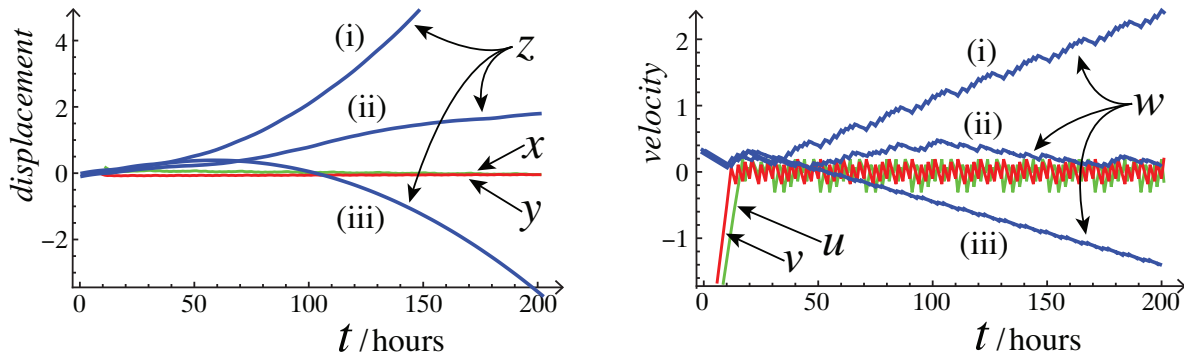 displacement
4
2
0
−2
0
50
100
150
200
t /hours
(i)
(ii)
(iii)
z
x
y
velocity
2
1
0
−1
0
50
100
150
200
t /hours
(i)
(ii)
(iii)
w
u
v